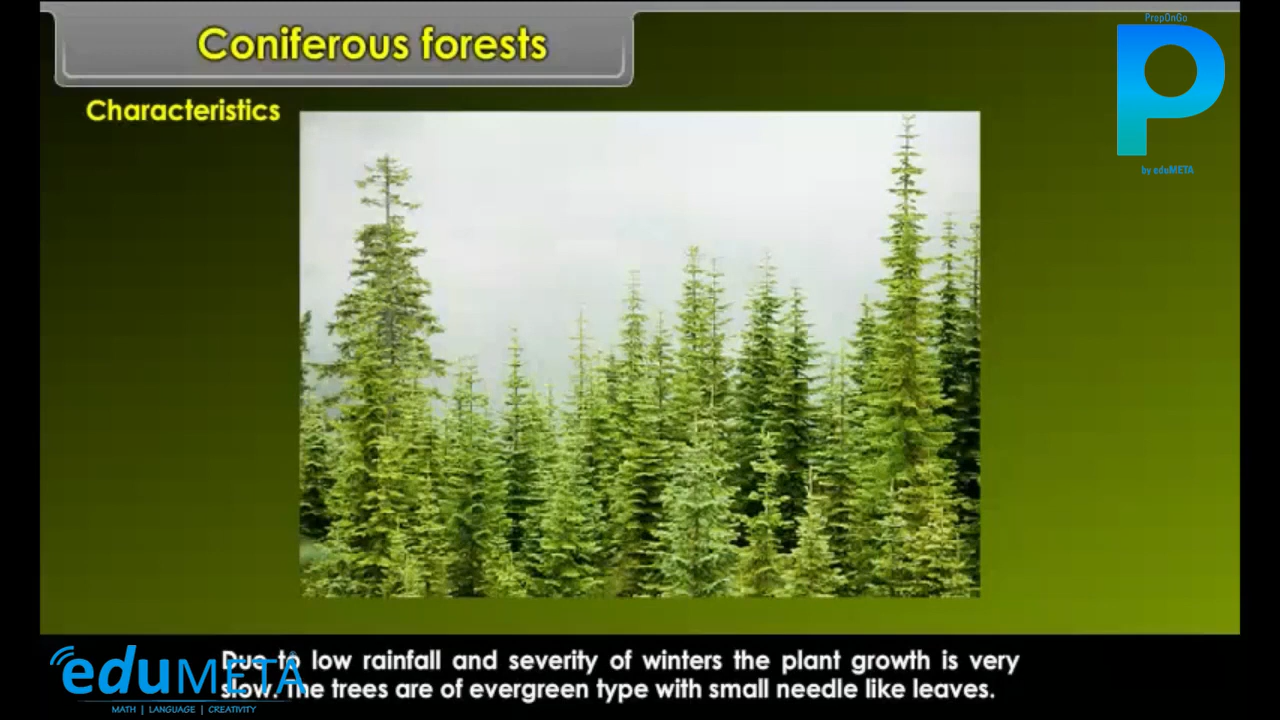 Coniferous forests
PropOnGo
P
by eduMETA
Characteristics
Due to low rainfall and severity of winters the plant growth is very
slow. The trees are of evergreen type with small needle like leaves.
eduMETA
MATH | LANGUAGE | CREATIVITY